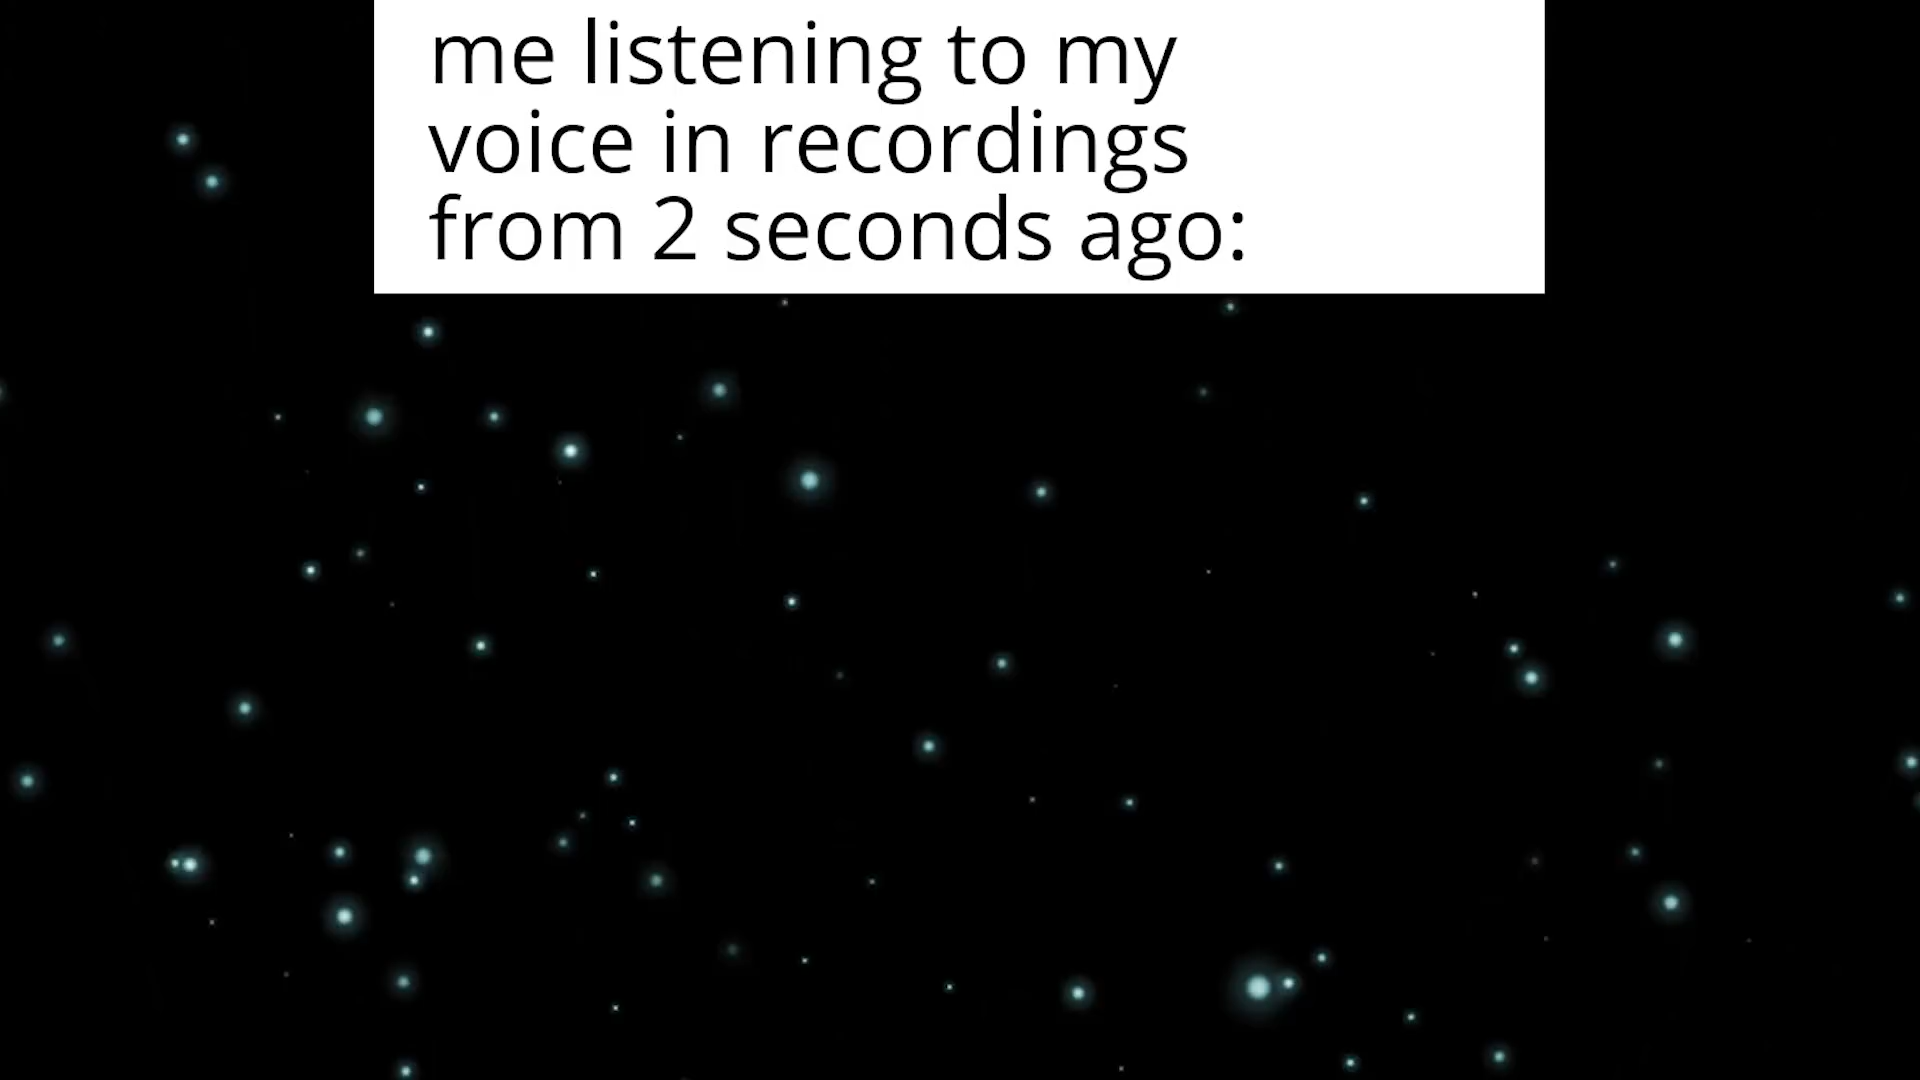 me listening to my
voice in recordings
from 2 seconds ago: